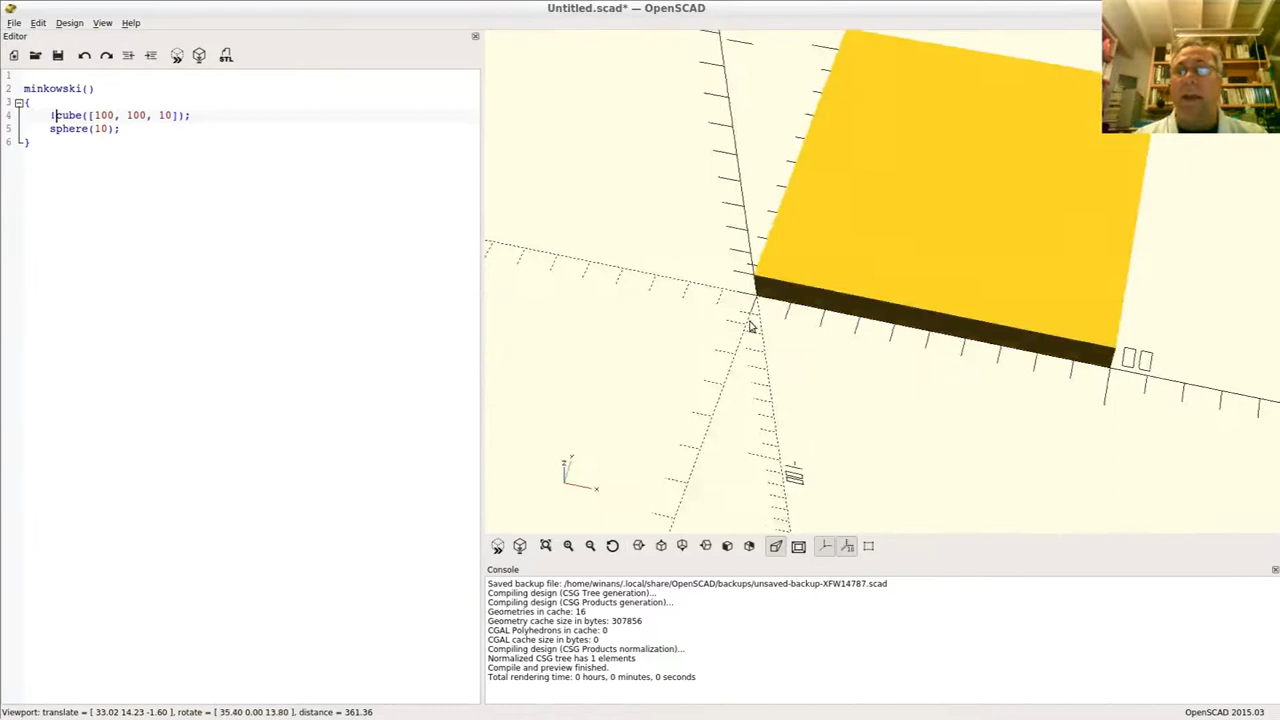 Untitled.scad* — OpenSCAD
File Edit Design View Help
Editor
STL
1
2 minkowski()
3 {
4 !cube([100, 100, 10]);
5 sphere(10);
6 }
z y x
10
Console
Saved backup file: /home/winans/.local/share/OpenSCAD/backups/unsaved-backup-XFW14787.scad
Compiling design (CSG Tree generation)...
Compiling design (CSG Products generation)...
Geometries in cache: 16
Geometry cache size in bytes: 307856
CGAL Polyhedrons in cache: 0
CGAL cache size in bytes: 0
Compiling design (CSG Products normalization)...
Normalized CSG tree has 1 elements
Compile and preview finished.
Total rendering time: 0 hours, 0 minutes, 0 seconds
Viewport: translate = [ 33.02 14.23 -1.60 ], rotate = [ 35.40 0.00 13.80 ], distance = 361.36
OpenSCAD 2015.03